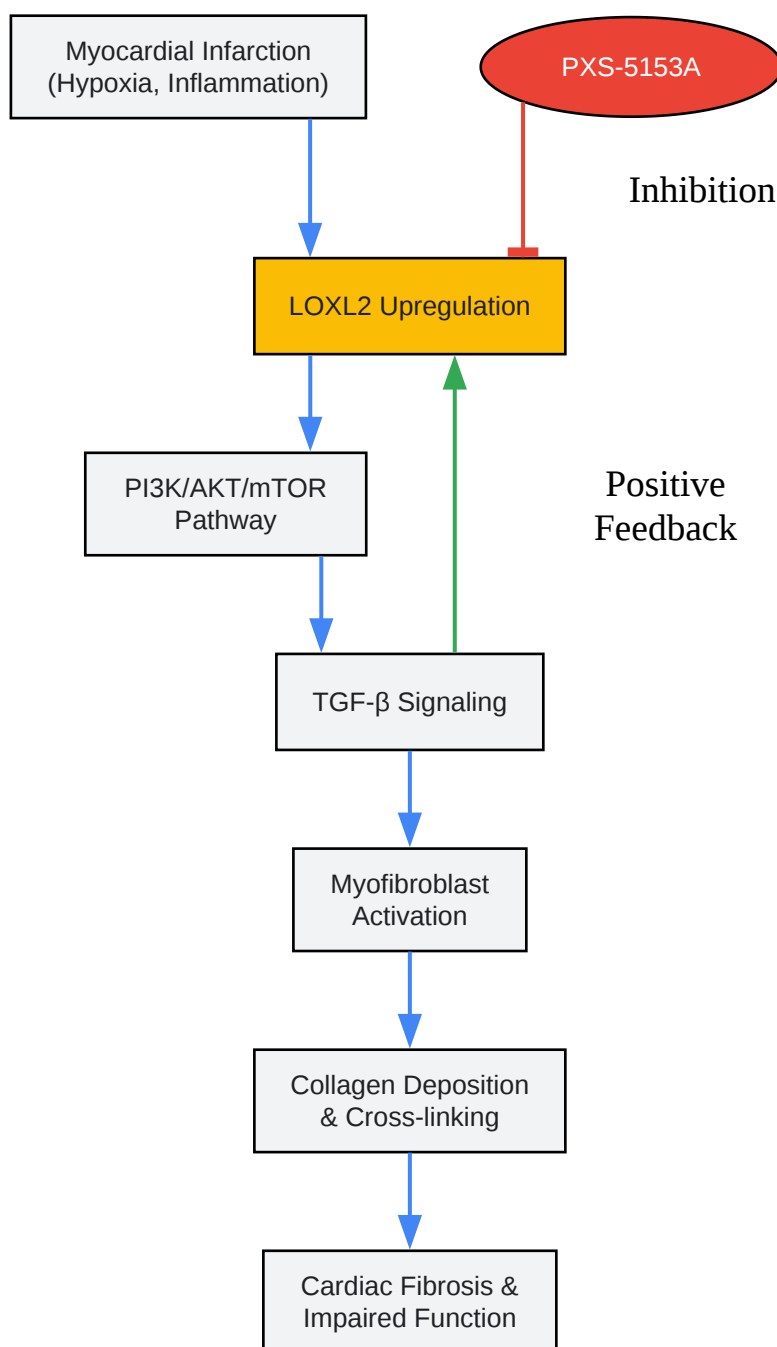 Myocardial Infarction
(Hypoxia, Inflammation)
PXS-5153A
Inhibition
LOXL2 Upregulation
PI3K/AKT/mTOR
Pathway
Positive
Feedback
TGF-β Signaling
Myofibroblast
Activation
Collagen Deposition
& Cross-linking
Cardiac Fibrosis &
Impaired Function